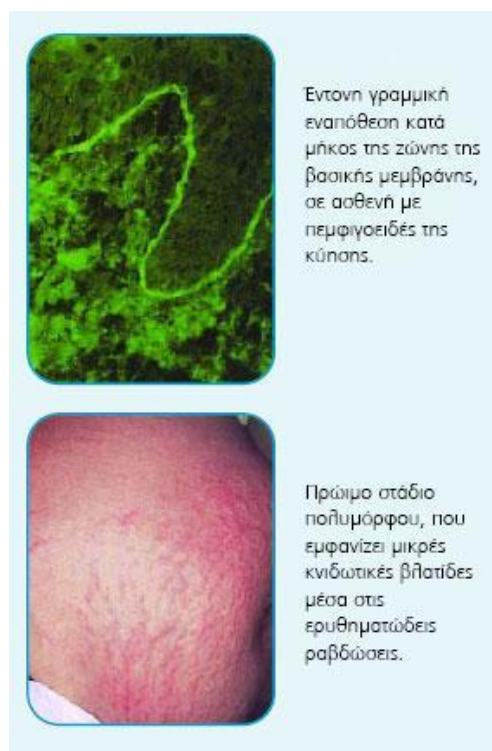 Έντονη γραμμική
εναπόθεση κατά
μήκος της ζώνης της
βασικής μεμβράνης,
σε ασθενή με
πεμφιγοειδές της
κύησης.
Πρώιμο στάδιο
πολυμόρφου, που
εμφανίζει μικρές
κνιδωτικές βλατίδες
μέσα στις
ερυθηματώδεις
ραβδώσεις.